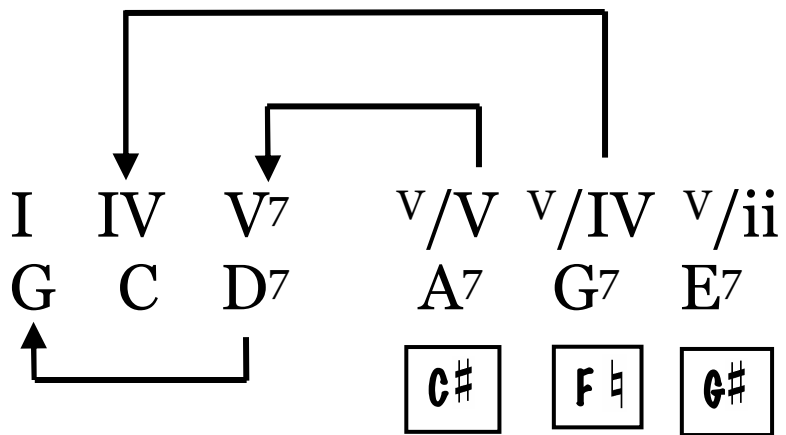 I IV V7 V/V V/IV V/ii
G C D7 A7 G7 E7
C♯ F♮ G♯